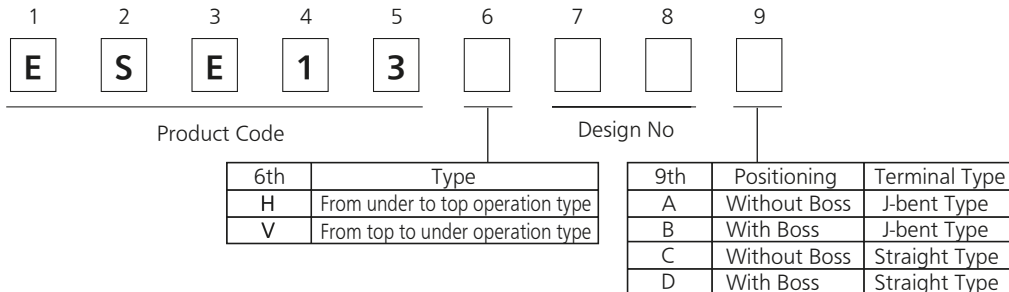 1 2 3 4 5 6 7 8 9
E S E 1 3
Product Code Design No
6th Type
H From under to top operation type
V From top to under operation type
9th Positioning Terminal Type
A Without Boss J-bent Type
B With Boss J-bent Type
C Without Boss Straight Type
D With Boss Straight Type